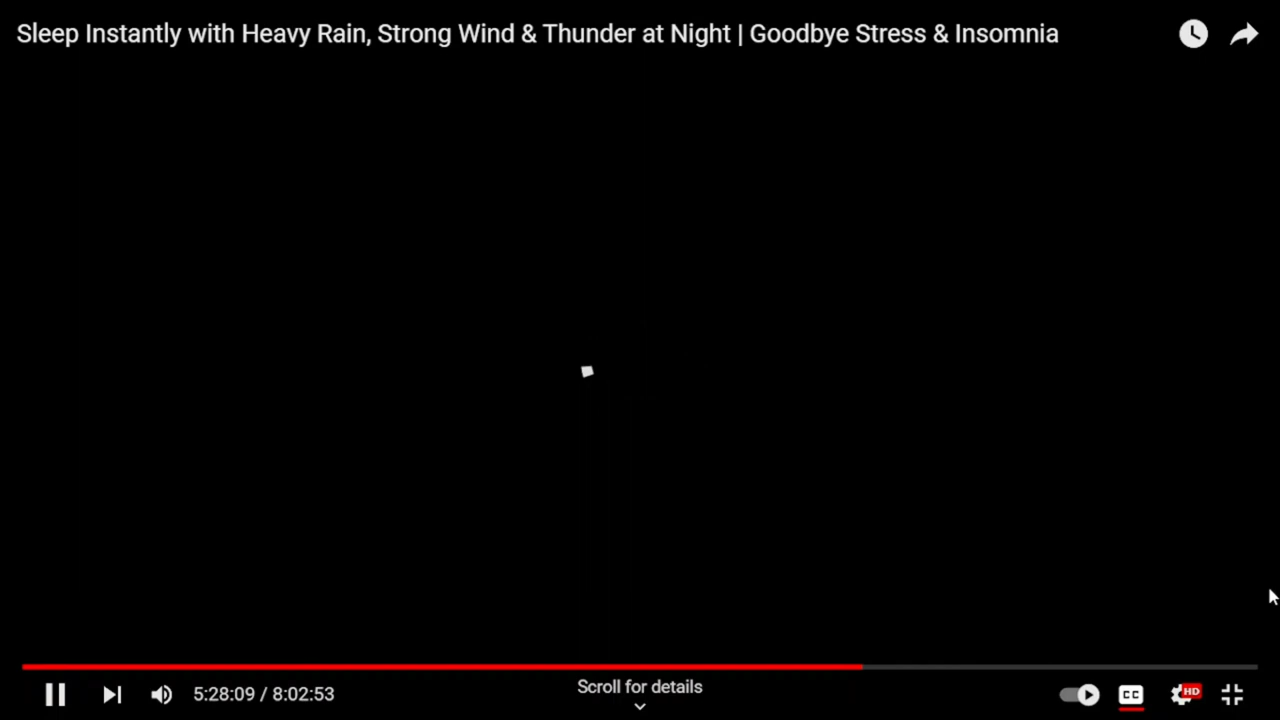 Sleep Instantly with Heavy Rain, Strong Wind & Thunder at Night | Goodbye Stress & Insomnia
5:28:09 / 8:02:53
Scroll for details
CC
HD